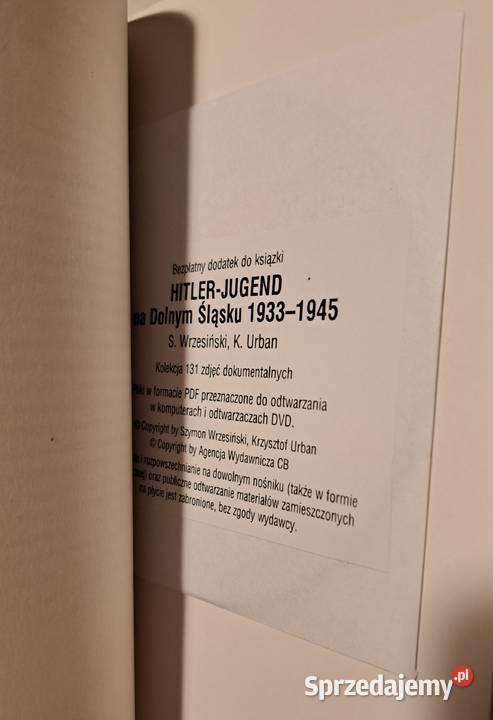 Bezpłatny dodatek do książki
HITLER-JUGEND
na Dolnym Śląsku 1933–1945
S. Wrzesiński, K. Urban
Kolekcja 131 zdjęć dokumentalnych
Pliki w formacie PDF przeznaczone do odtwarzania
w komputerach i odtwarzaczach DVD.
© Copyright by Szymon Wrzesiński, Krzysztof Urban
© Copyright by Agencja Wydawnicza CB
i rozpowszechnianie na dowolnym nośniku (także w formie
oraz publiczne odtwarzanie materiałów zamieszczonych
na płycie jest zabronione, bez zgody wydawcy.
Sprzedajemy.pl